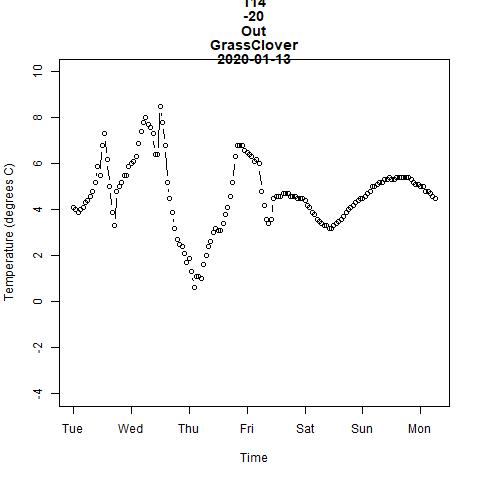 114
-20
Out
GrassClover
2020-01-13
Temperature (degrees C)
10
8
6
4
2
0
-2
-4
Tue Wed Thu Fri Sat Sun Mon
Time